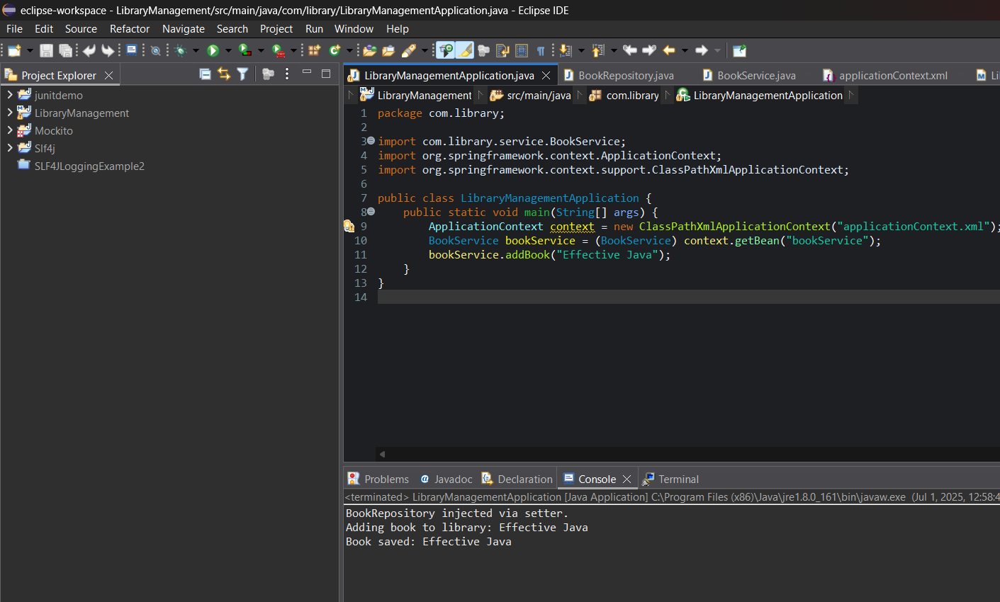 eclipse-workspace - LibraryManagement/src/main/java/com/library/LibraryManagementApplication.java - Eclipse IDE
File Edit Source Refactor Navigate Search Project Run Window Help
Project Explorer
junitdemo
LibraryManagement
Mockito
Slf4j
SLF4JLoggingExample2
LibraryManagementApplication.java BookRepository.java BookService.java applicationContext.xml Li
LibraryManagement src/main/java com.library LibraryManagementApplication
1 package com.library;
2
3 import com.library.service.BookService;
4 import org.springframework.context.ApplicationContext;
5 import org.springframework.context.support.ClassPathXmlApplicationContext;
6
7 public class LibraryManagementApplication {
8 public static void main(String[] args) {
9 ApplicationContext context = new ClassPathXmlApplicationContext("applicationContext.xml");
10 BookService bookService = (BookService) context.getBean("bookService");
11 bookService.addBook("Effective Java");
12 }
13 }
14
Problems Javadoc Declaration Console Terminal
<terminated> LibraryManagementApplication [Java Application] C:\Program Files (x86)\Java\jre1.8.0_161\bin\javaw.exe (Jul 1, 2025, 12:58:4
BookRepository injected via setter.
Adding book to library: Effective Java
Book saved: Effective Java